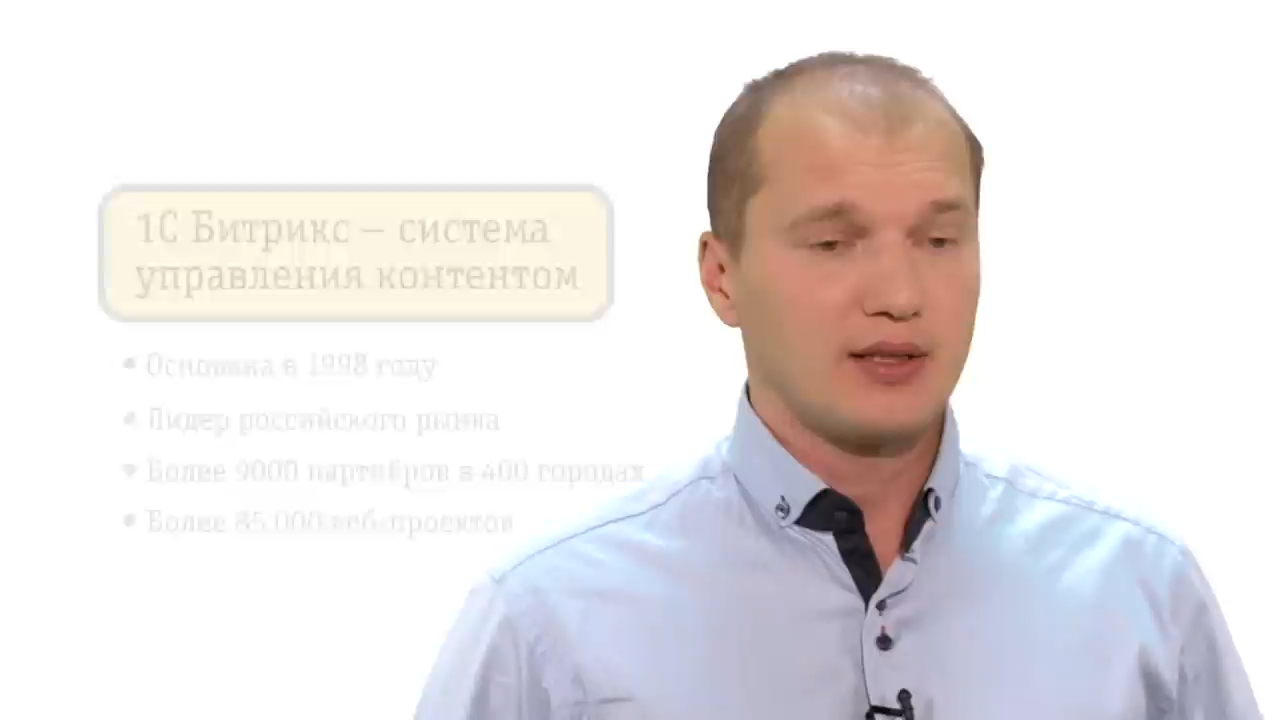 1С Битрикс – система
управления контентом
• Основана в 1998 году
• Лидер российского рынка
• Более 9000 партнёров в 400 городах
• Более 85 000 веб-проектов